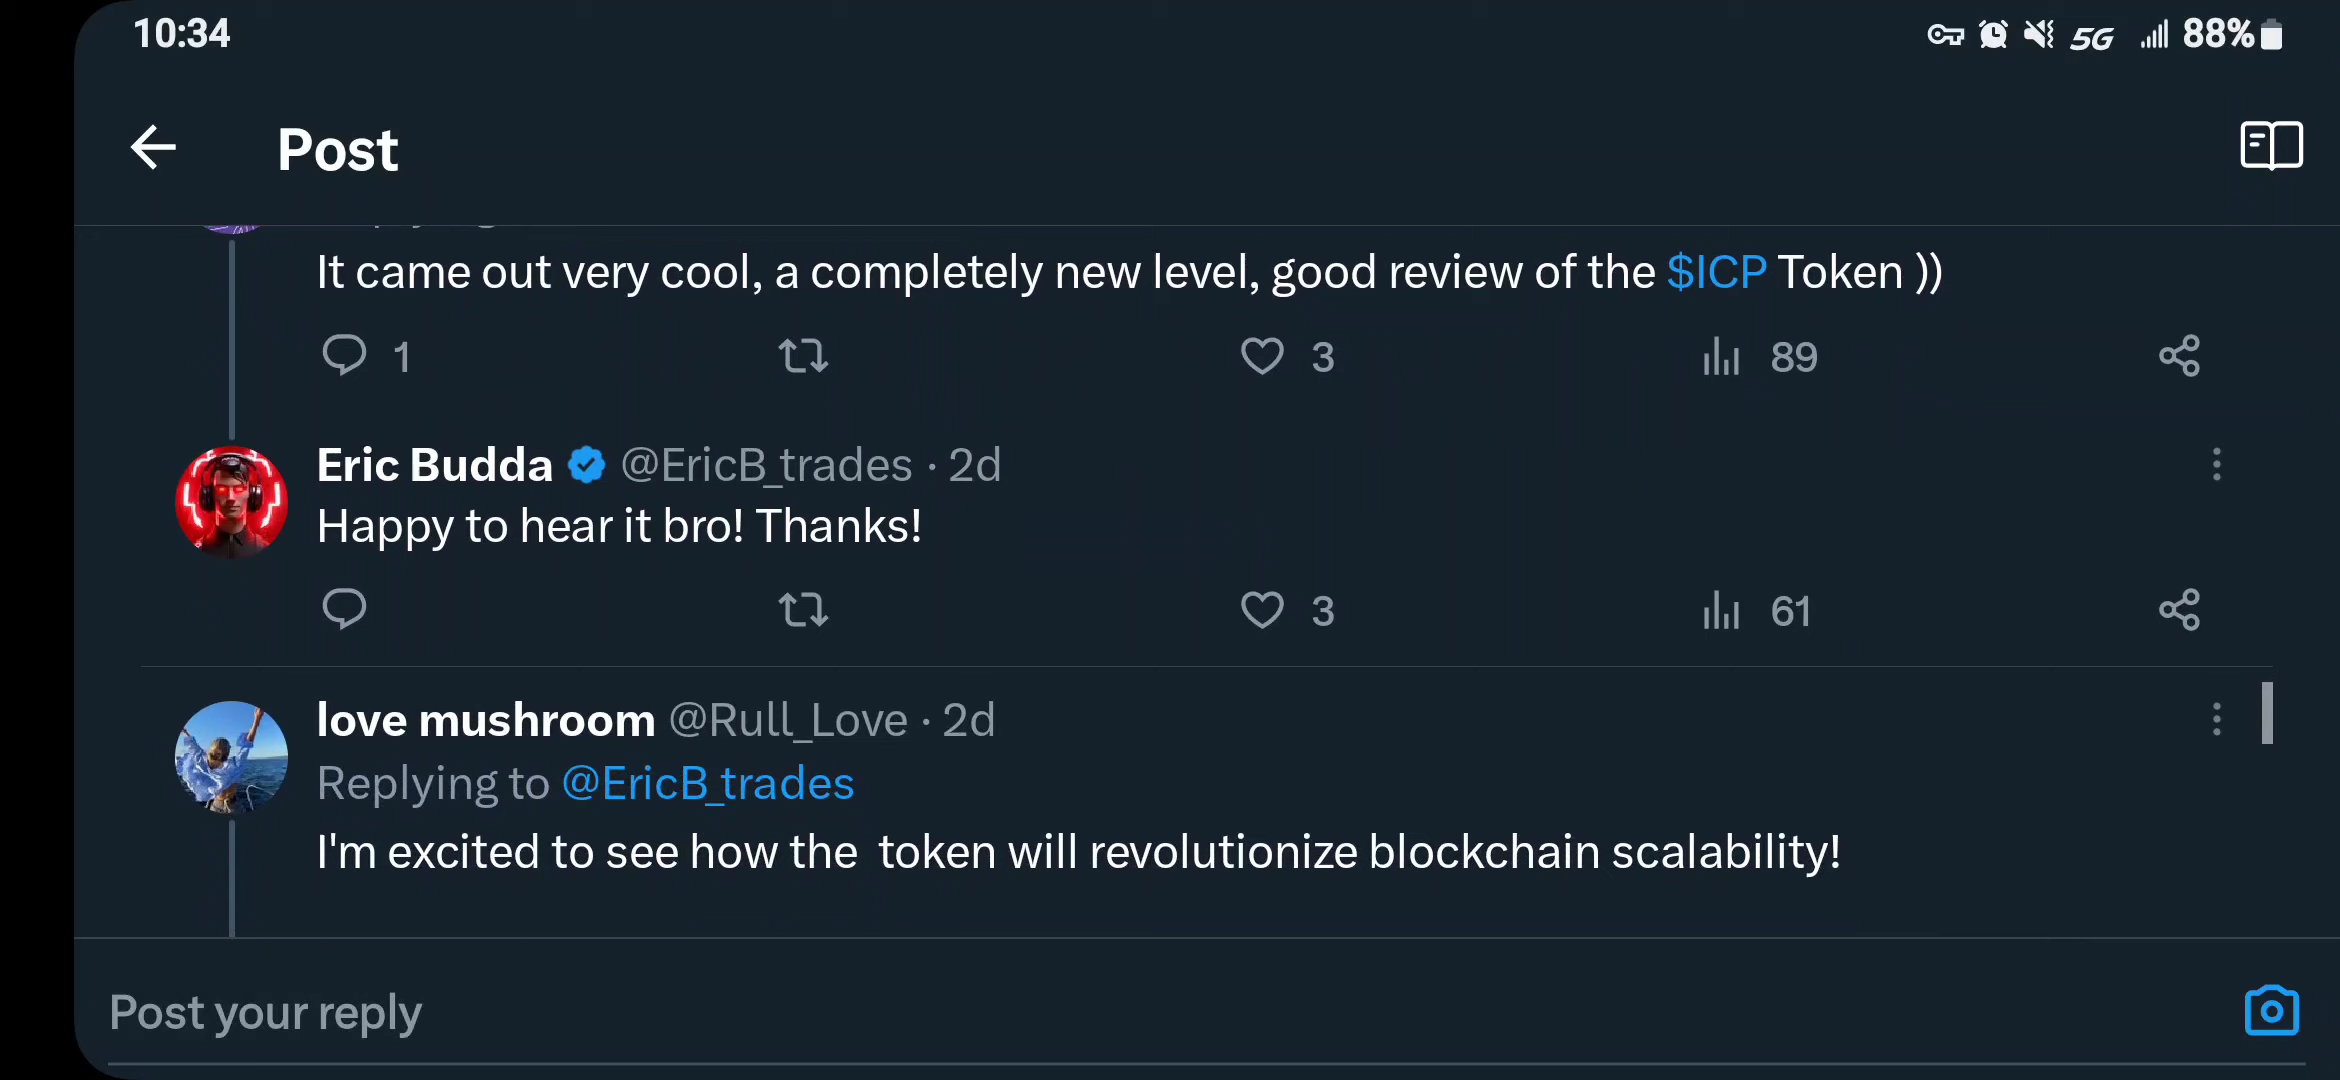 10:34
5G 88%
Post
It came out very cool, a completely new level, good review of the $ICP Token ))
1 3 89
Eric Budda @EricB_trades · 2d
Happy to hear it bro! Thanks!
3 61
love mushroom @Rull_Love · 2d
Replying to @EricB_trades
I'm excited to see how the  token will revolutionize blockchain scalability!
Post your reply